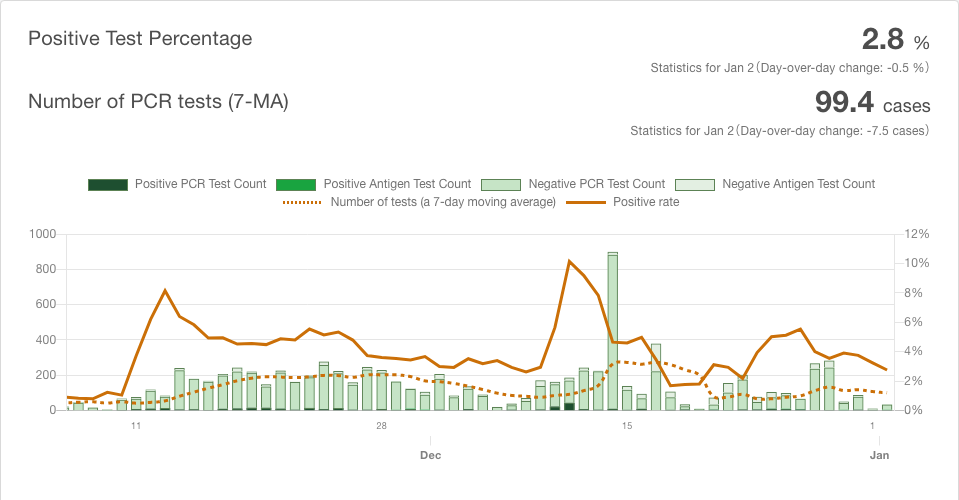 Positive Test Percentage
2.8 %
Statistics for Jan 2 (Day-over-day change: -0.5 %)
Number of PCR tests (7-MA)
99.4 cases
Statistics for Jan 2 (Day-over-day change: -7.5 cases)
Positive PCR Test Count Positive Antigen Test Count Negative PCR Test Count Negative Antigen Test Count
Number of tests (a 7-day moving average) Positive rate
1000 12%
10%
800
8%
600
6%
400
4%
200
2%
0 0%
11 28 15 1
Dec Jan